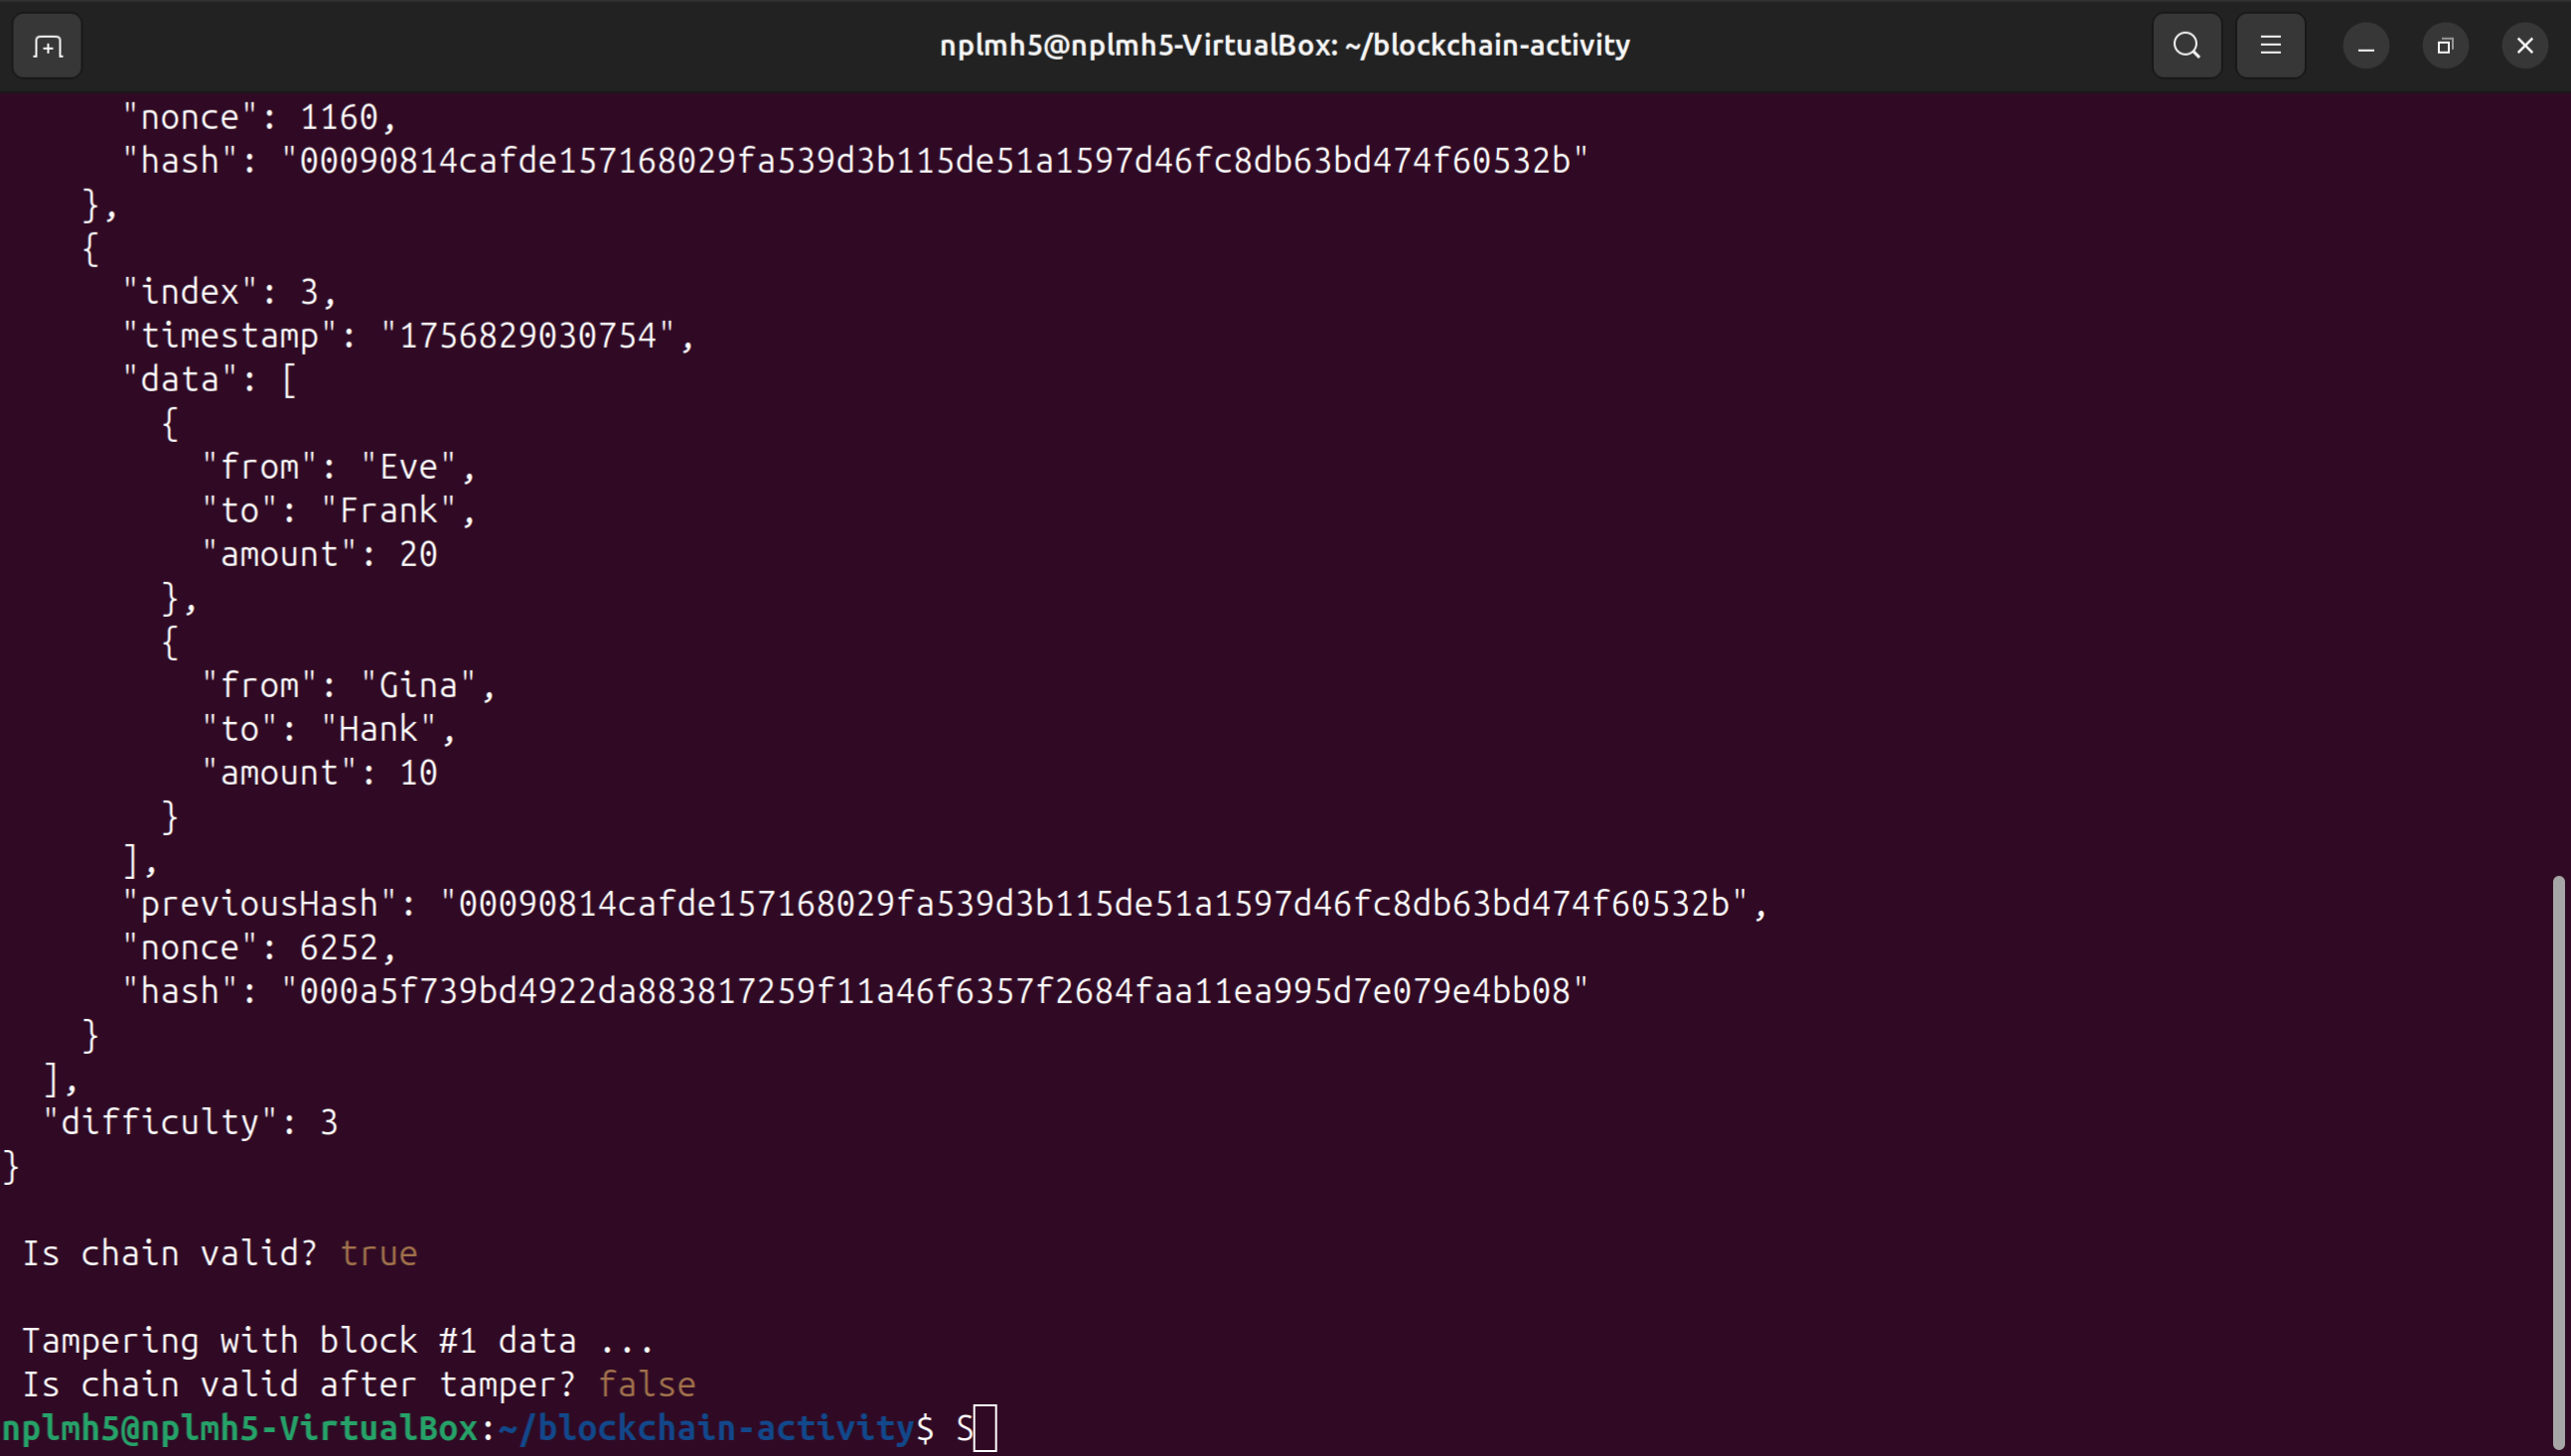 nplmh5@nplmh5-VirtualBox: ~/blockchain-activity
"nonce": 1160,
"hash": "00090814cafde157168029fa539d3b115de51a1597d46fc8db63bd474f60532b"
},
{
"index": 3,
"timestamp": "1756829030754",
"data": [
{
"from": "Eve",
"to": "Frank",
"amount": 20
},
{
"from": "Gina",
"to": "Hank",
"amount": 10
}
],
"previousHash": "00090814cafde157168029fa539d3b115de51a1597d46fc8db63bd474f60532b",
"nonce": 6252,
"hash": "000a5f739bd4922da883817259f11a46f6357f2684faa11ea995d7e079e4bb08"
}
],
"difficulty": 3
}
Is chain valid? true
Tampering with block #1 data ...
Is chain valid after tamper? false
nplmh5@nplmh5-VirtualBox:~/blockchain-activity$ S